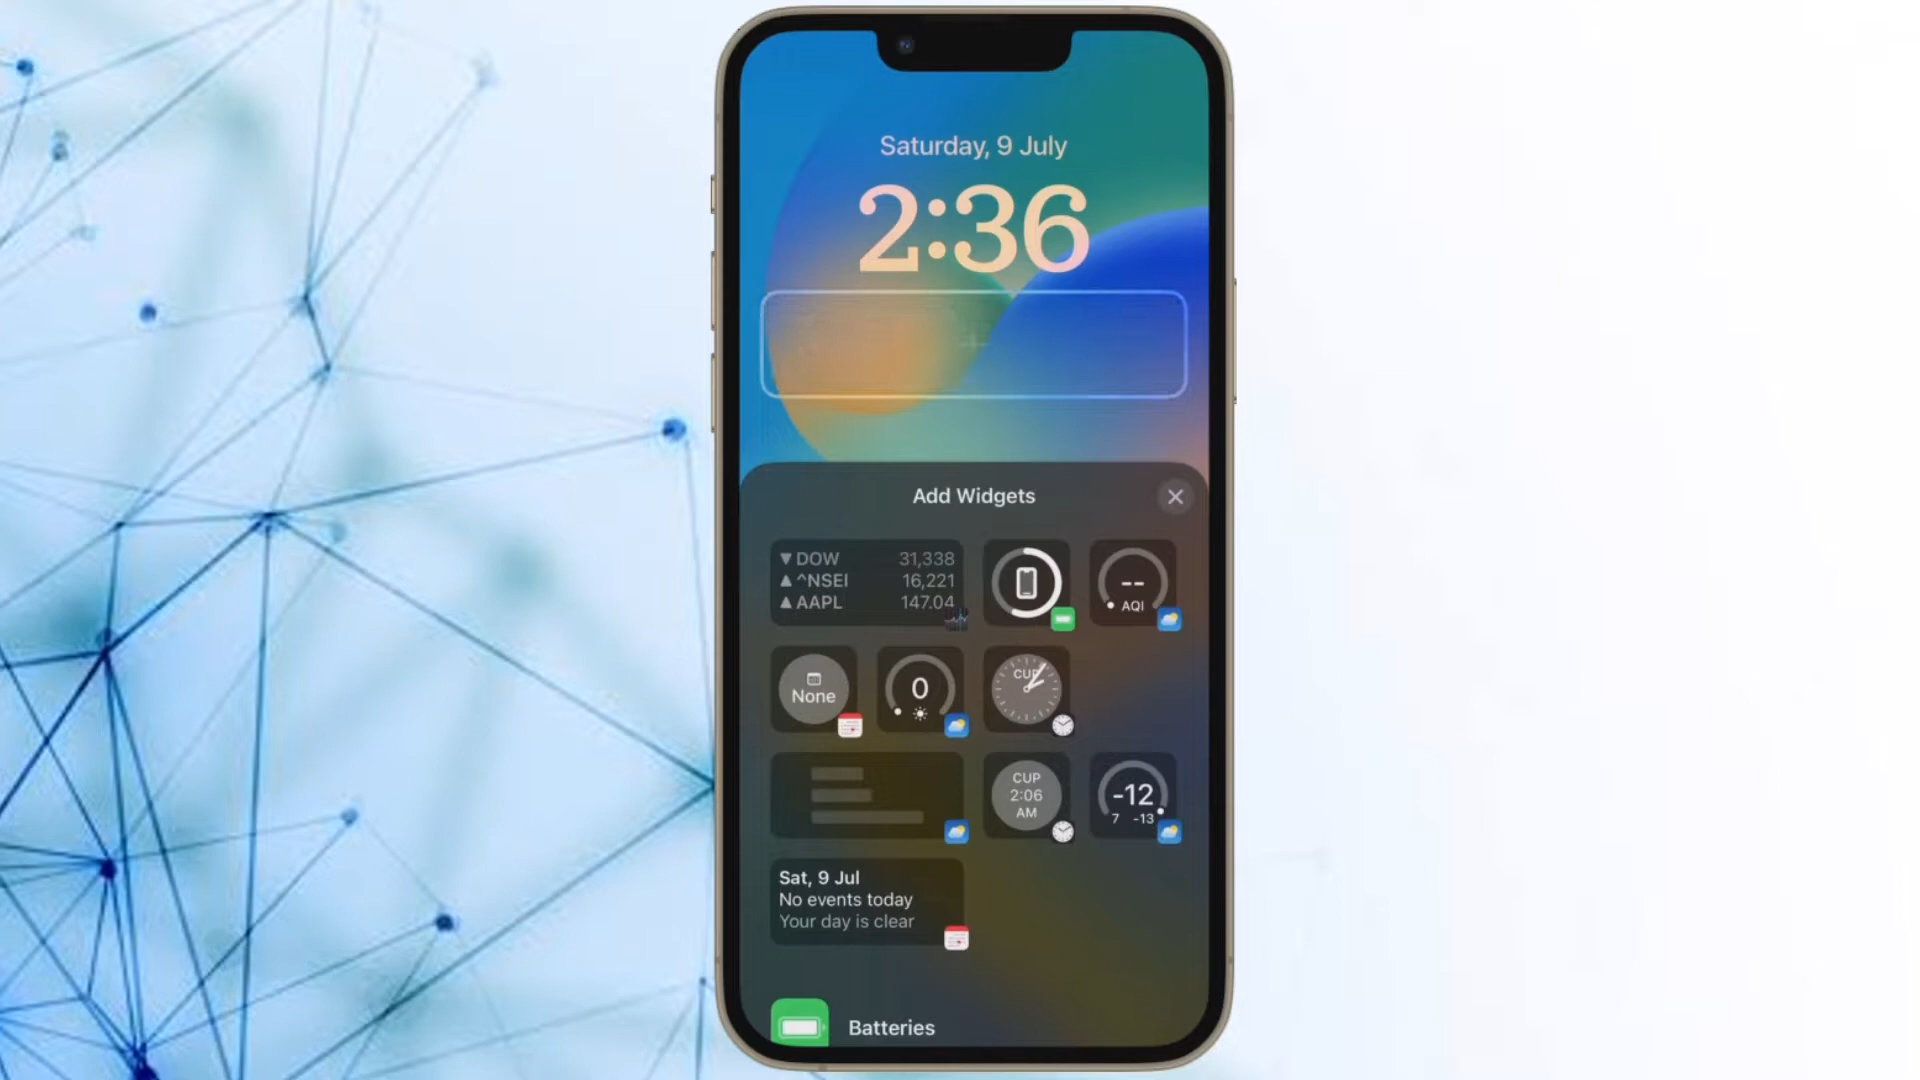 Saturday, 9 July
2:36
Add Widgets
▼ DOW 31,338
▲ ^NSEI 16,221
▲ AAPL 147.04
--
AQI
None
0
CUP
CUP
2:06
AM
-12
7 -13
Sat, 9 Jul
No events today
Your day is clear
Batteries